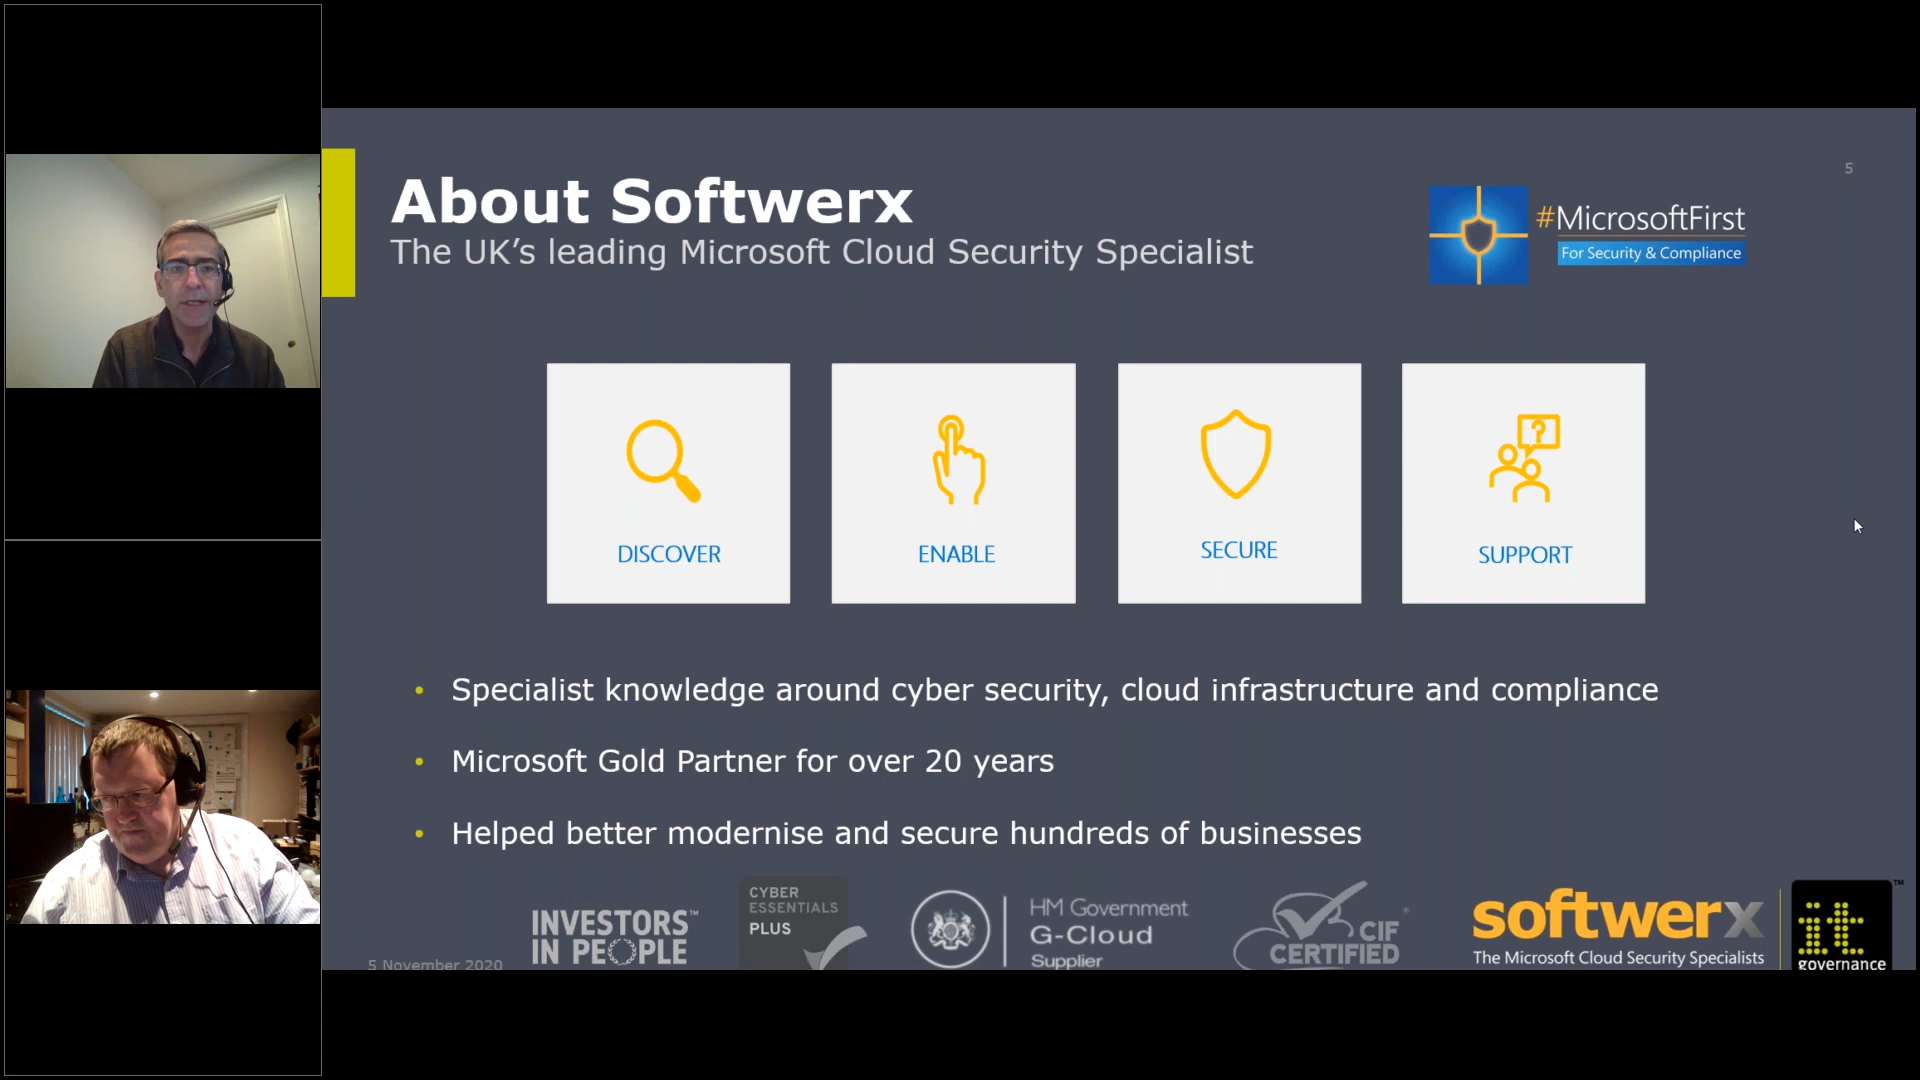 5
About Softwerx
The UK's leading Microsoft Cloud Security Specialist
#MicrosoftFirst
For Security & Compliance
DISCOVER
ENABLE
SECURE
SUPPORT
• Specialist knowledge around cyber security, cloud infrastructure and compliance
• Microsoft Gold Partner for over 20 years
• Helped better modernise and secure hundreds of businesses
5 November 2020
INVESTORS™
IN PEOPLE
CYBER
ESSENTIALS
PLUS
HM Government
G-Cloud
Supplier
CIF
CERTIFIED
softwerx
The Microsoft Cloud Security Specialists
it™
governance